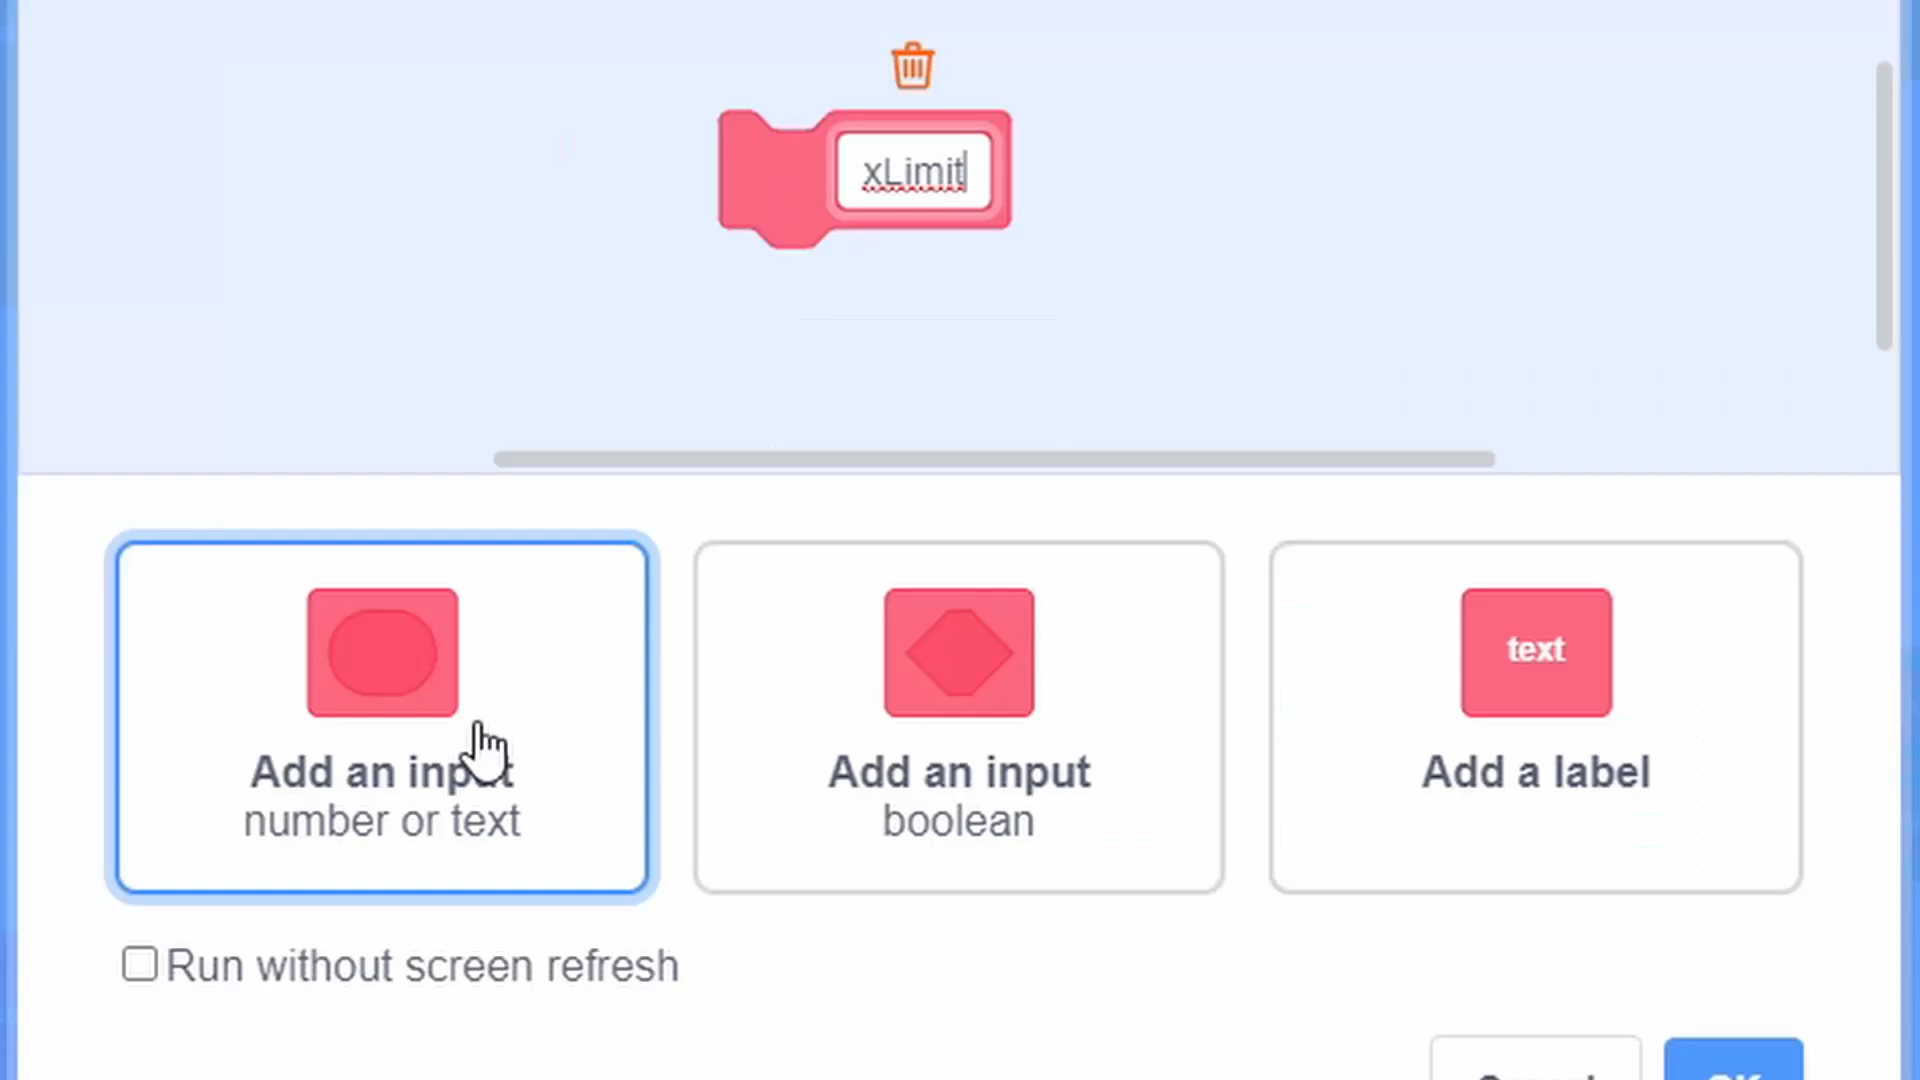 xLimit
text
Add an input
number or text
Add an input
boolean
Add a label
Run without screen refresh